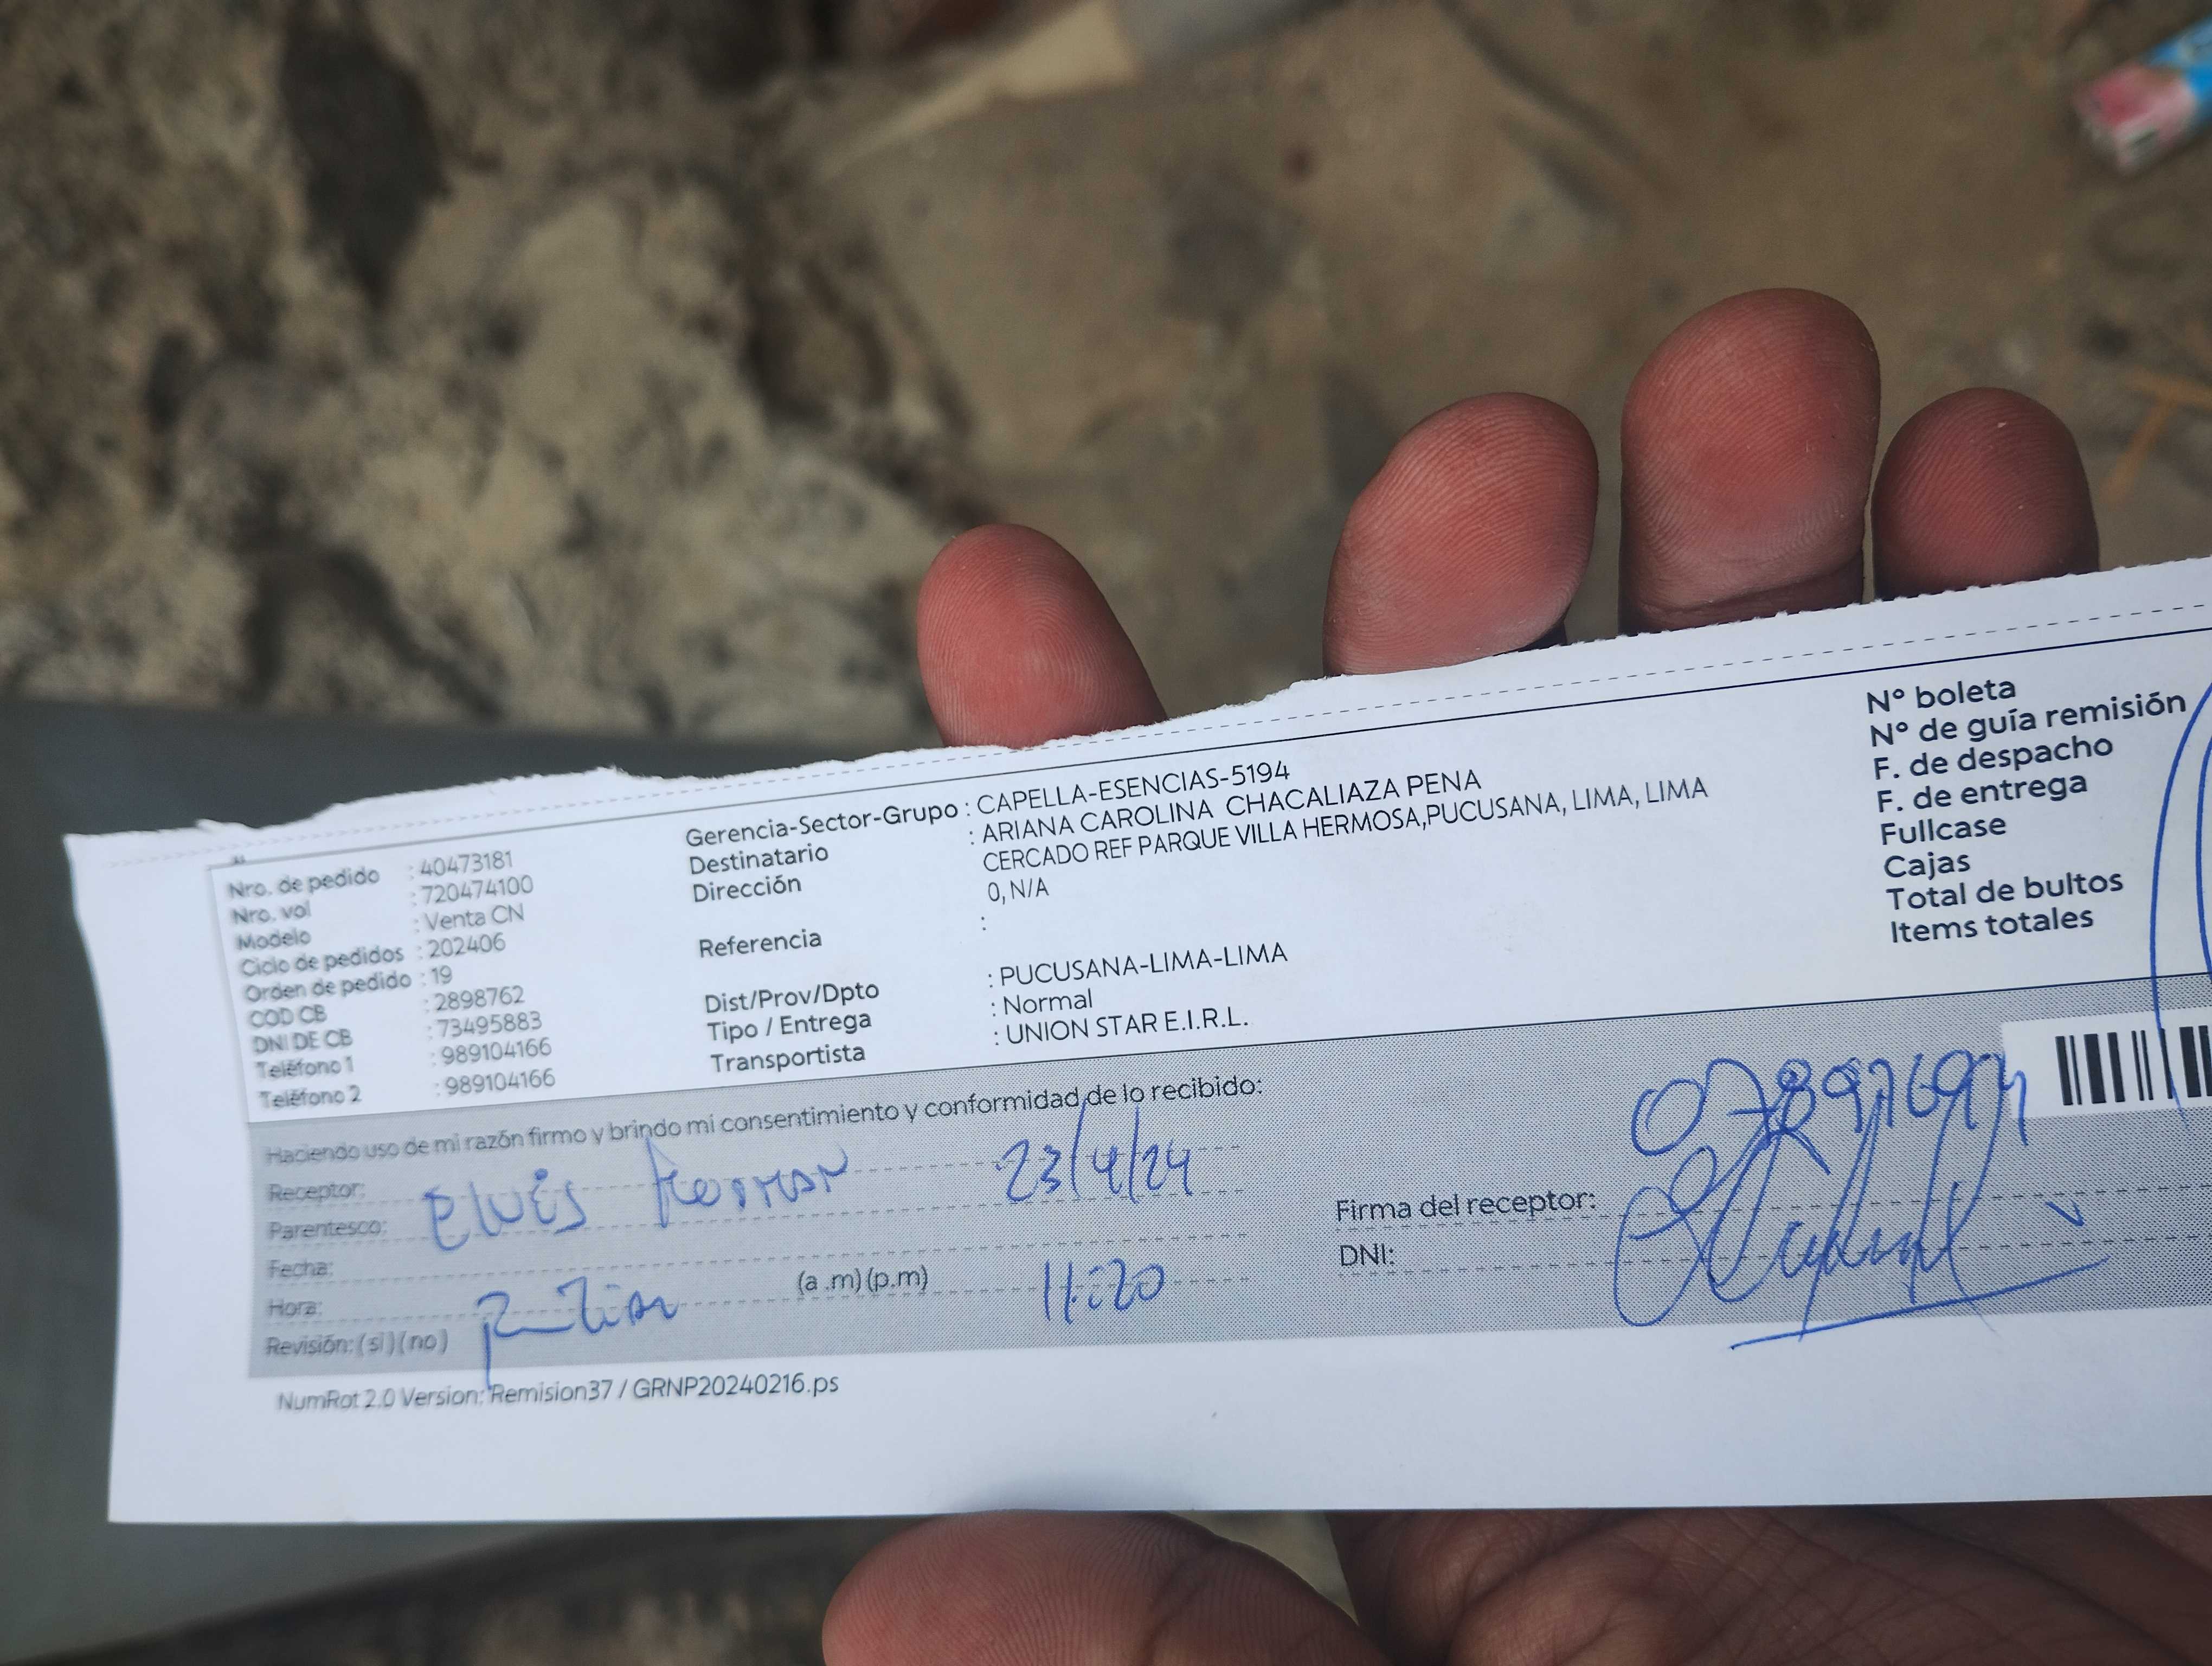 Nro. de pedido : 40473181
Nro. vol : 720474100
Modelo : Venta CN
Ciclo de pedidos : 202406
Orden de pedido : 19
COD CB : 2898762
DNI DE CB : 73495883
Teléfono 1 : 989104166
Teléfono 2 : 989104166
Gerencia-Sector-Grupo : CAPELLA-ESENCIAS-5194
Destinatario : ARIANA CAROLINA CHACALIAZA PENA
Dirección CERCADO REF PARQUE VILLA HERMOSA,PUCUSANA, LIMA, LIMA
0, N/A
Referencia :
Dist/Prov/Dpto : PUCUSANA-LIMA-LIMA
Tipo / Entrega : Normal
Transportista : UNION STAR E.I.R.L.
Nº boleta
Nº de guía remisión
F. de despacho
F. de entrega
Fullcase
Cajas
Total de bultos
Items totales
Haciendo uso de mi razón firmo y brindo mi consentimiento y conformidad de lo recibido:
Receptor:
Parentesco: Elvis 23/4/24
Fecha:
Hora: (a .m) (p.m) 11:20
Revisión: (si) (no)
Firma del receptor:
DNI:
NumRot 2.0 Version: Remision37 / GRNP20240216.ps